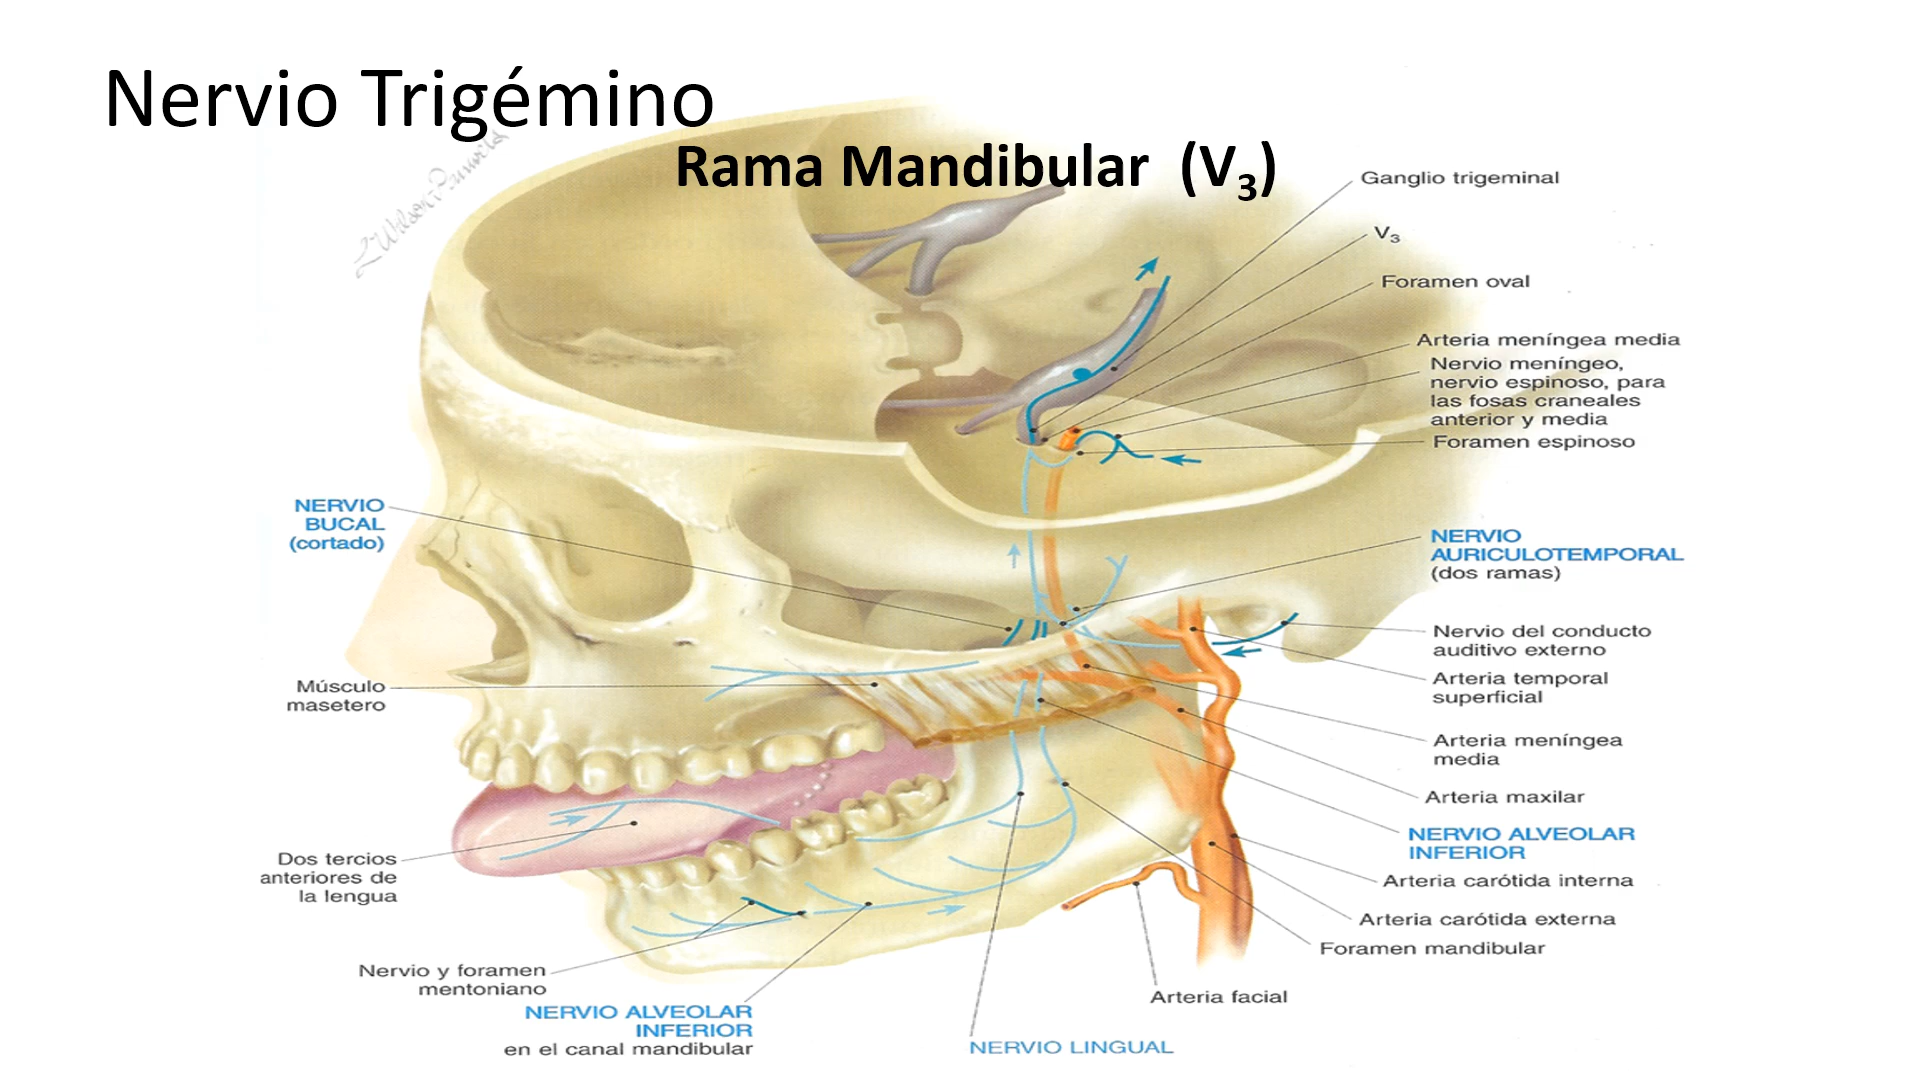 Nervio Trigémino
Rama Mandibular (V3)
Ganglio trigeminal
V3
Foramen oval
Arteria meníngea media
Nervio meníngeo,
nervio espinoso, para
las fosas craneales
anterior y media
Foramen espinoso
NERVIO
BUCAL
(cortado)
NERVIO
AURICULOTEMPORAL
(dos ramas)
Nervio del conducto
auditivo externo
Arteria temporal
superficial
Músculo
masetero
Arteria meníngea
media
Arteria maxilar
NERVIO ALVEOLAR
INFERIOR
Dos tercios
anteriores de
la lengua
Arteria carótida interna
Arteria carótida externa
Foramen mandibular
Nervio y foramen
mentoniano
Arteria facial
NERVIO ALVEOLAR
INFERIOR
en el canal mandibular
NERVIO LINGUAL